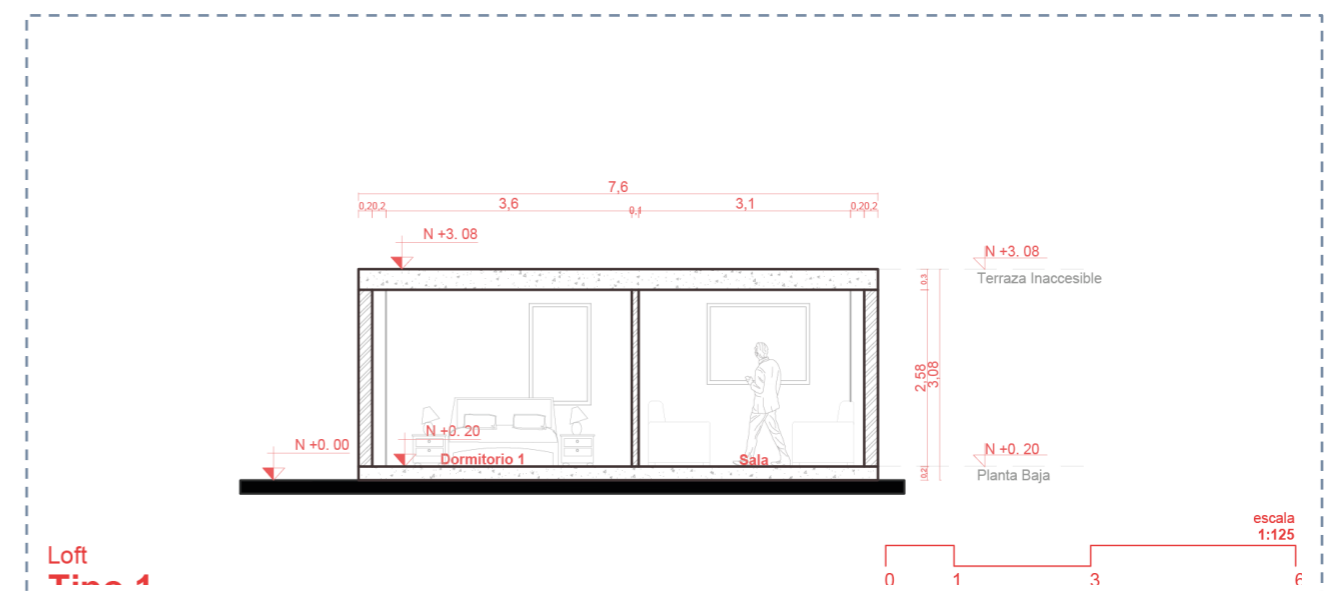 7,6
0,20,2 3,6 0,1 3,1 0,20,2
N +3. 08
N +3. 08
Terraza Inaccesible
0,3
2,58
3,08
N +0. 20
N +0. 00
Dormitorio 1
Sala
N +0. 20
Planta Baja
0,2
escala
1:125
Loft
Tipo 1
0 1 3 6